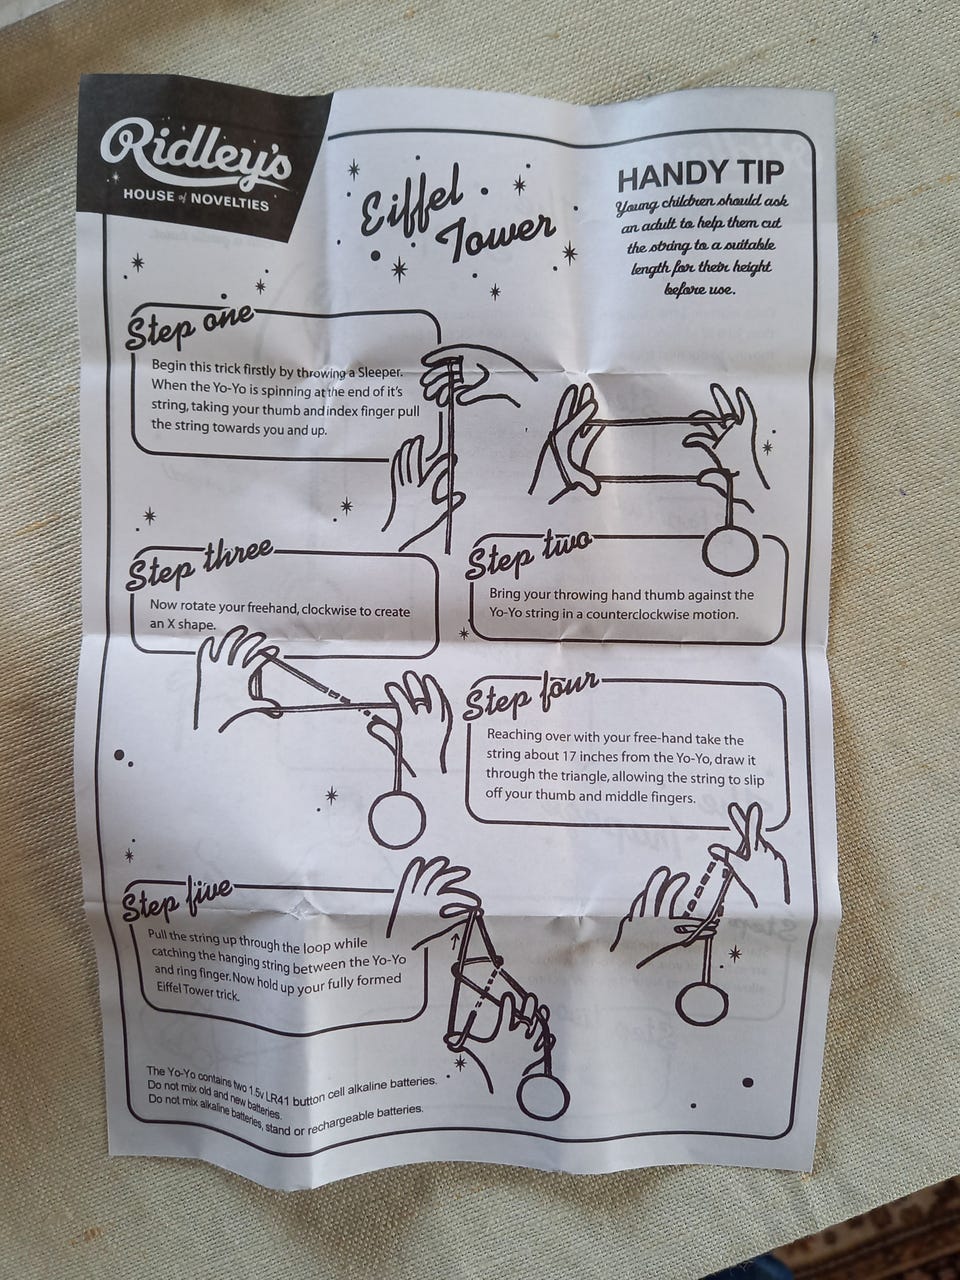 Ridley's
HOUSE of NOVELTIES
Eiffel
Tower
HANDY TIP
Young children should ask
an adult to help them cut
the string to a suitable
length for their height
before use.
Step one
Begin this trick firstly by throwing a Sleeper.
When the Yo-Yo is spinning at the end of it's
string, taking your thumb and index finger pull
the string towards you and up.
Step two
Bring your throwing hand thumb against the
Yo-Yo string in a counterclockwise motion.
Step three
Now rotate your freehand, clockwise to create
an X shape.
Step four
Reaching over with your free-hand take the
string about 17 inches from the Yo-Yo, draw it
through the triangle, allowing the string to slip
off your thumb and middle fingers.
Step five
Pull the string up through the loop while
catching the hanging string between the Yo-Yo
and ring finger. Now hold up your fully formed
Eiffel Tower trick.
The Yo-Yo contains two 1.5v LR41 button cell alkaline batteries.
Do not mix old and new batteries.
Do not mix alkaline batteries, stand or rechargeable batteries.